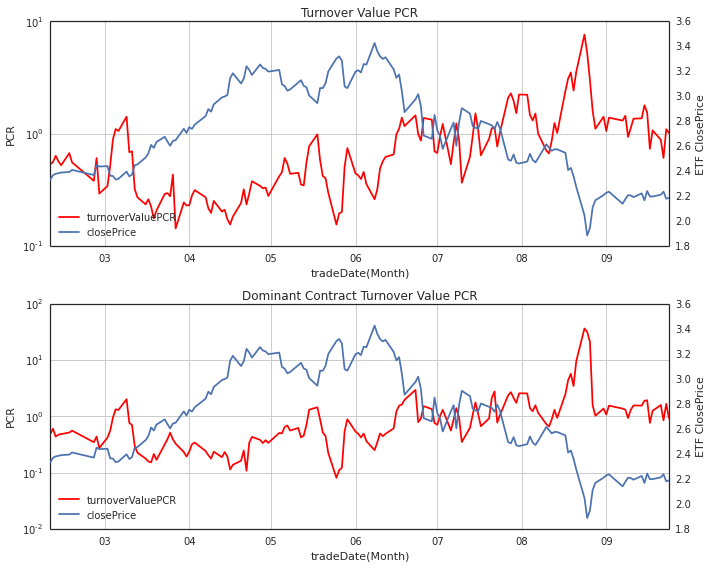 Turnover Value PCR
10^1
10^0
10^-1
PCR
3.6
3.4
3.2
3.0
2.8
2.6
2.4
2.2
2.0
1.8
ETF ClosePrice
turnoverValuePCR
closePrice
03 04 05 06 07 08 09
tradeDate(Month)
Dominant Contract Turnover Value PCR
10^2
10^1
10^0
10^-1
10^-2
PCR
3.6
3.4
3.2
3.0
2.8
2.6
2.4
2.2
2.0
1.8
ETF ClosePrice
turnoverValuePCR
closePrice
03 04 05 06 07 08 09
tradeDate(Month)